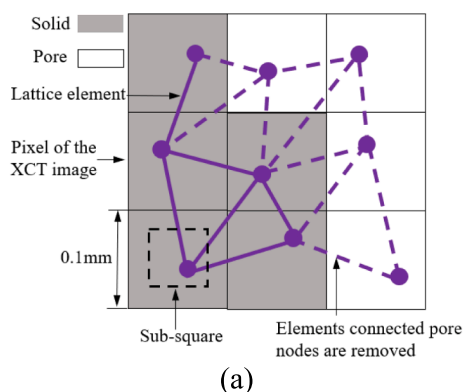 Solid
Pore
Lattice element
Pixel of the
XCT image
0.1mm
Sub-square
Elements connected pore
nodes are removed
(a)